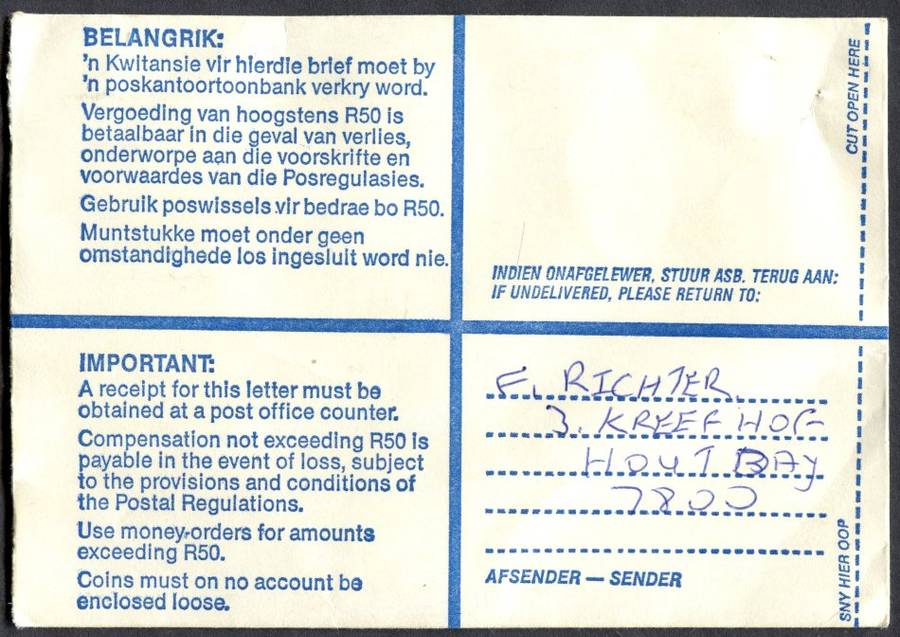 BELANGRIK:
'n Kwitansie vir hierdie brief moet by
'n poskantoortoonbank verkry word.
Vergoeding van hoogstens R50 is
betaalbaar in die geval van verlies,
onderworpe aan die voorskrifte en
voorwaardes van die Posregulasies.
Gebruik poswissels vir bedrae bo R50.
Muntstukke moet onder geen
omstandighede los ingesluit word nie.
IMPORTANT:
A receipt for this letter must be
obtained at a post office counter.
Compensation not exceeding R50 is
payable in the event of loss, subject
to the provisions and conditions of
the Postal Regulations.
Use money-orders for amounts
exceeding R50.
Coins must on no account be
enclosed loose.
INDIEN ONAFGELEWER, STUUR ASB. TERUG AAN:
IF UNDELIVERED, PLEASE RETURN TO:
E. RICHTER
3. KREEF HOF
HOUT BAY
7800
AFSENDER — SENDER
CUT OPEN HERE
SNY HIER OOP